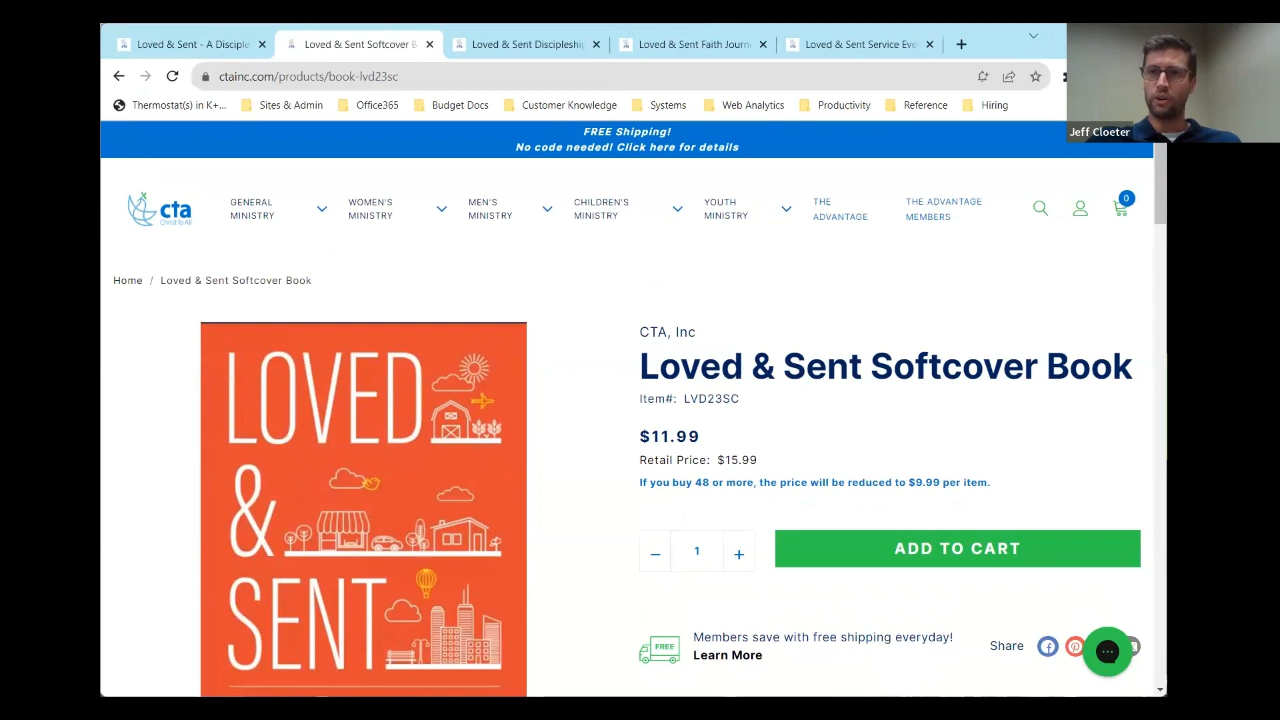 Loved & Sent - A Disciple
Loved & Sent Softcover B
Loved & Sent Discipleshi
Loved & Sent Faith Journ
Loved & Sent Service Eve
ctainc.com/products/book-lvd23sc
Thermostat(s) in K+...
Sites & Admin
Office365
Budget Docs
Customer Knowledge
Systems
Web Analytics
Productivity
Reference
Hiring
Jeff Cloeter
FREE Shipping!
No code needed! Click here for details
cta
GENERAL
MINISTRY
WOMEN'S
MINISTRY
MEN'S
MINISTRY
CHILDREN'S
MINISTRY
YOUTH
MINISTRY
THE
ADVANTAGE
THE ADVANTAGE
MEMBERS
0
Home / Loved & Sent Softcover Book
LOVED
&
SENT
CTA, Inc
Loved & Sent Softcover Book
Item#: LVD23SC
$11.99
Retail Price: $15.99
If you buy 48 or more, the price will be reduced to $9.99 per item.
− 1 +
ADD TO CART
FREE
Members save with free shipping everyday!
Learn More
Share